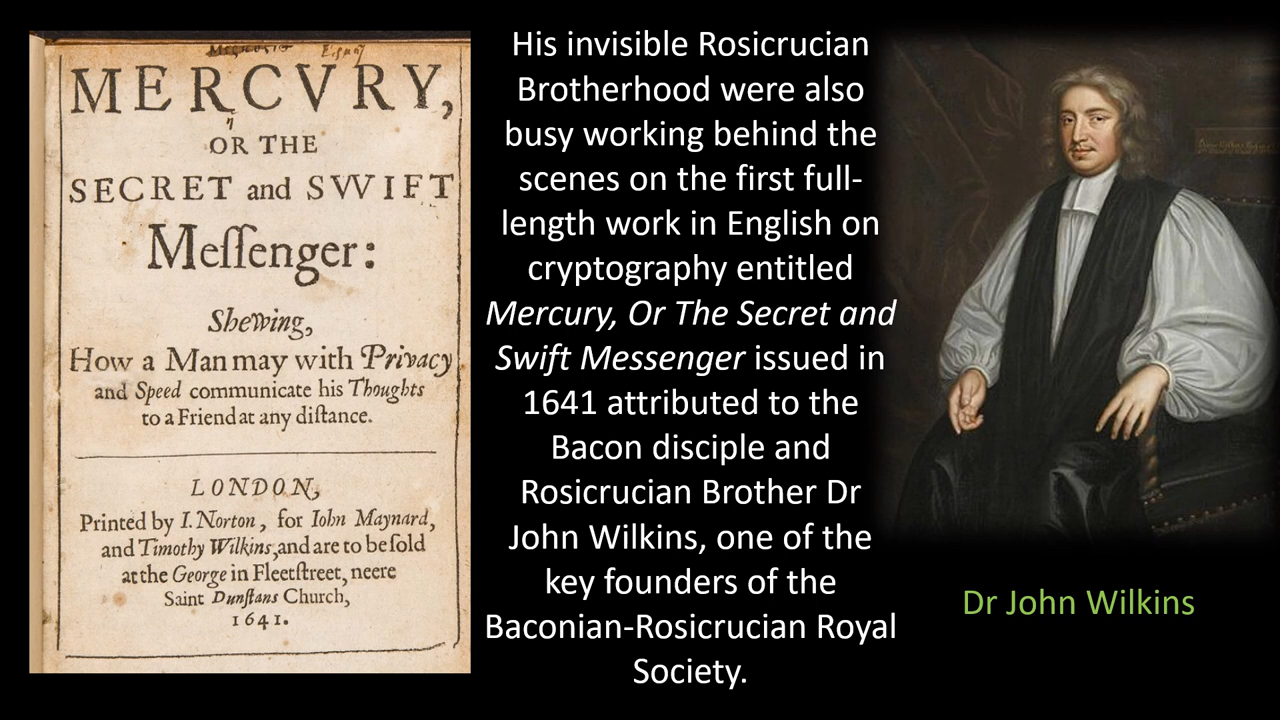 MERCVRY,
OR THE
SECRET and SVVIFT
Meſſenger:
Shewing,
How a Man may with Privacy
and Speed communicate his Thoughts
to a Friend at any diſtance.
LONDON,
Printed by I. Norton, for Iohn Maynard,
and Timothy Wilkins, and are to be ſold
at the George in Fleetſtreet, neere
Saint Dunſtans Church,
1641.
His invisible Rosicrucian
Brotherhood were also
busy working behind the
scenes on the first full-
length work in English on
cryptography entitled
Mercury, Or The Secret and
Swift Messenger issued in
1641 attributed to the
Bacon disciple and
Rosicrucian Brother Dr
John Wilkins, one of the
key founders of the
Baconian-Rosicrucian Royal
Society.
Dr John Wilkins